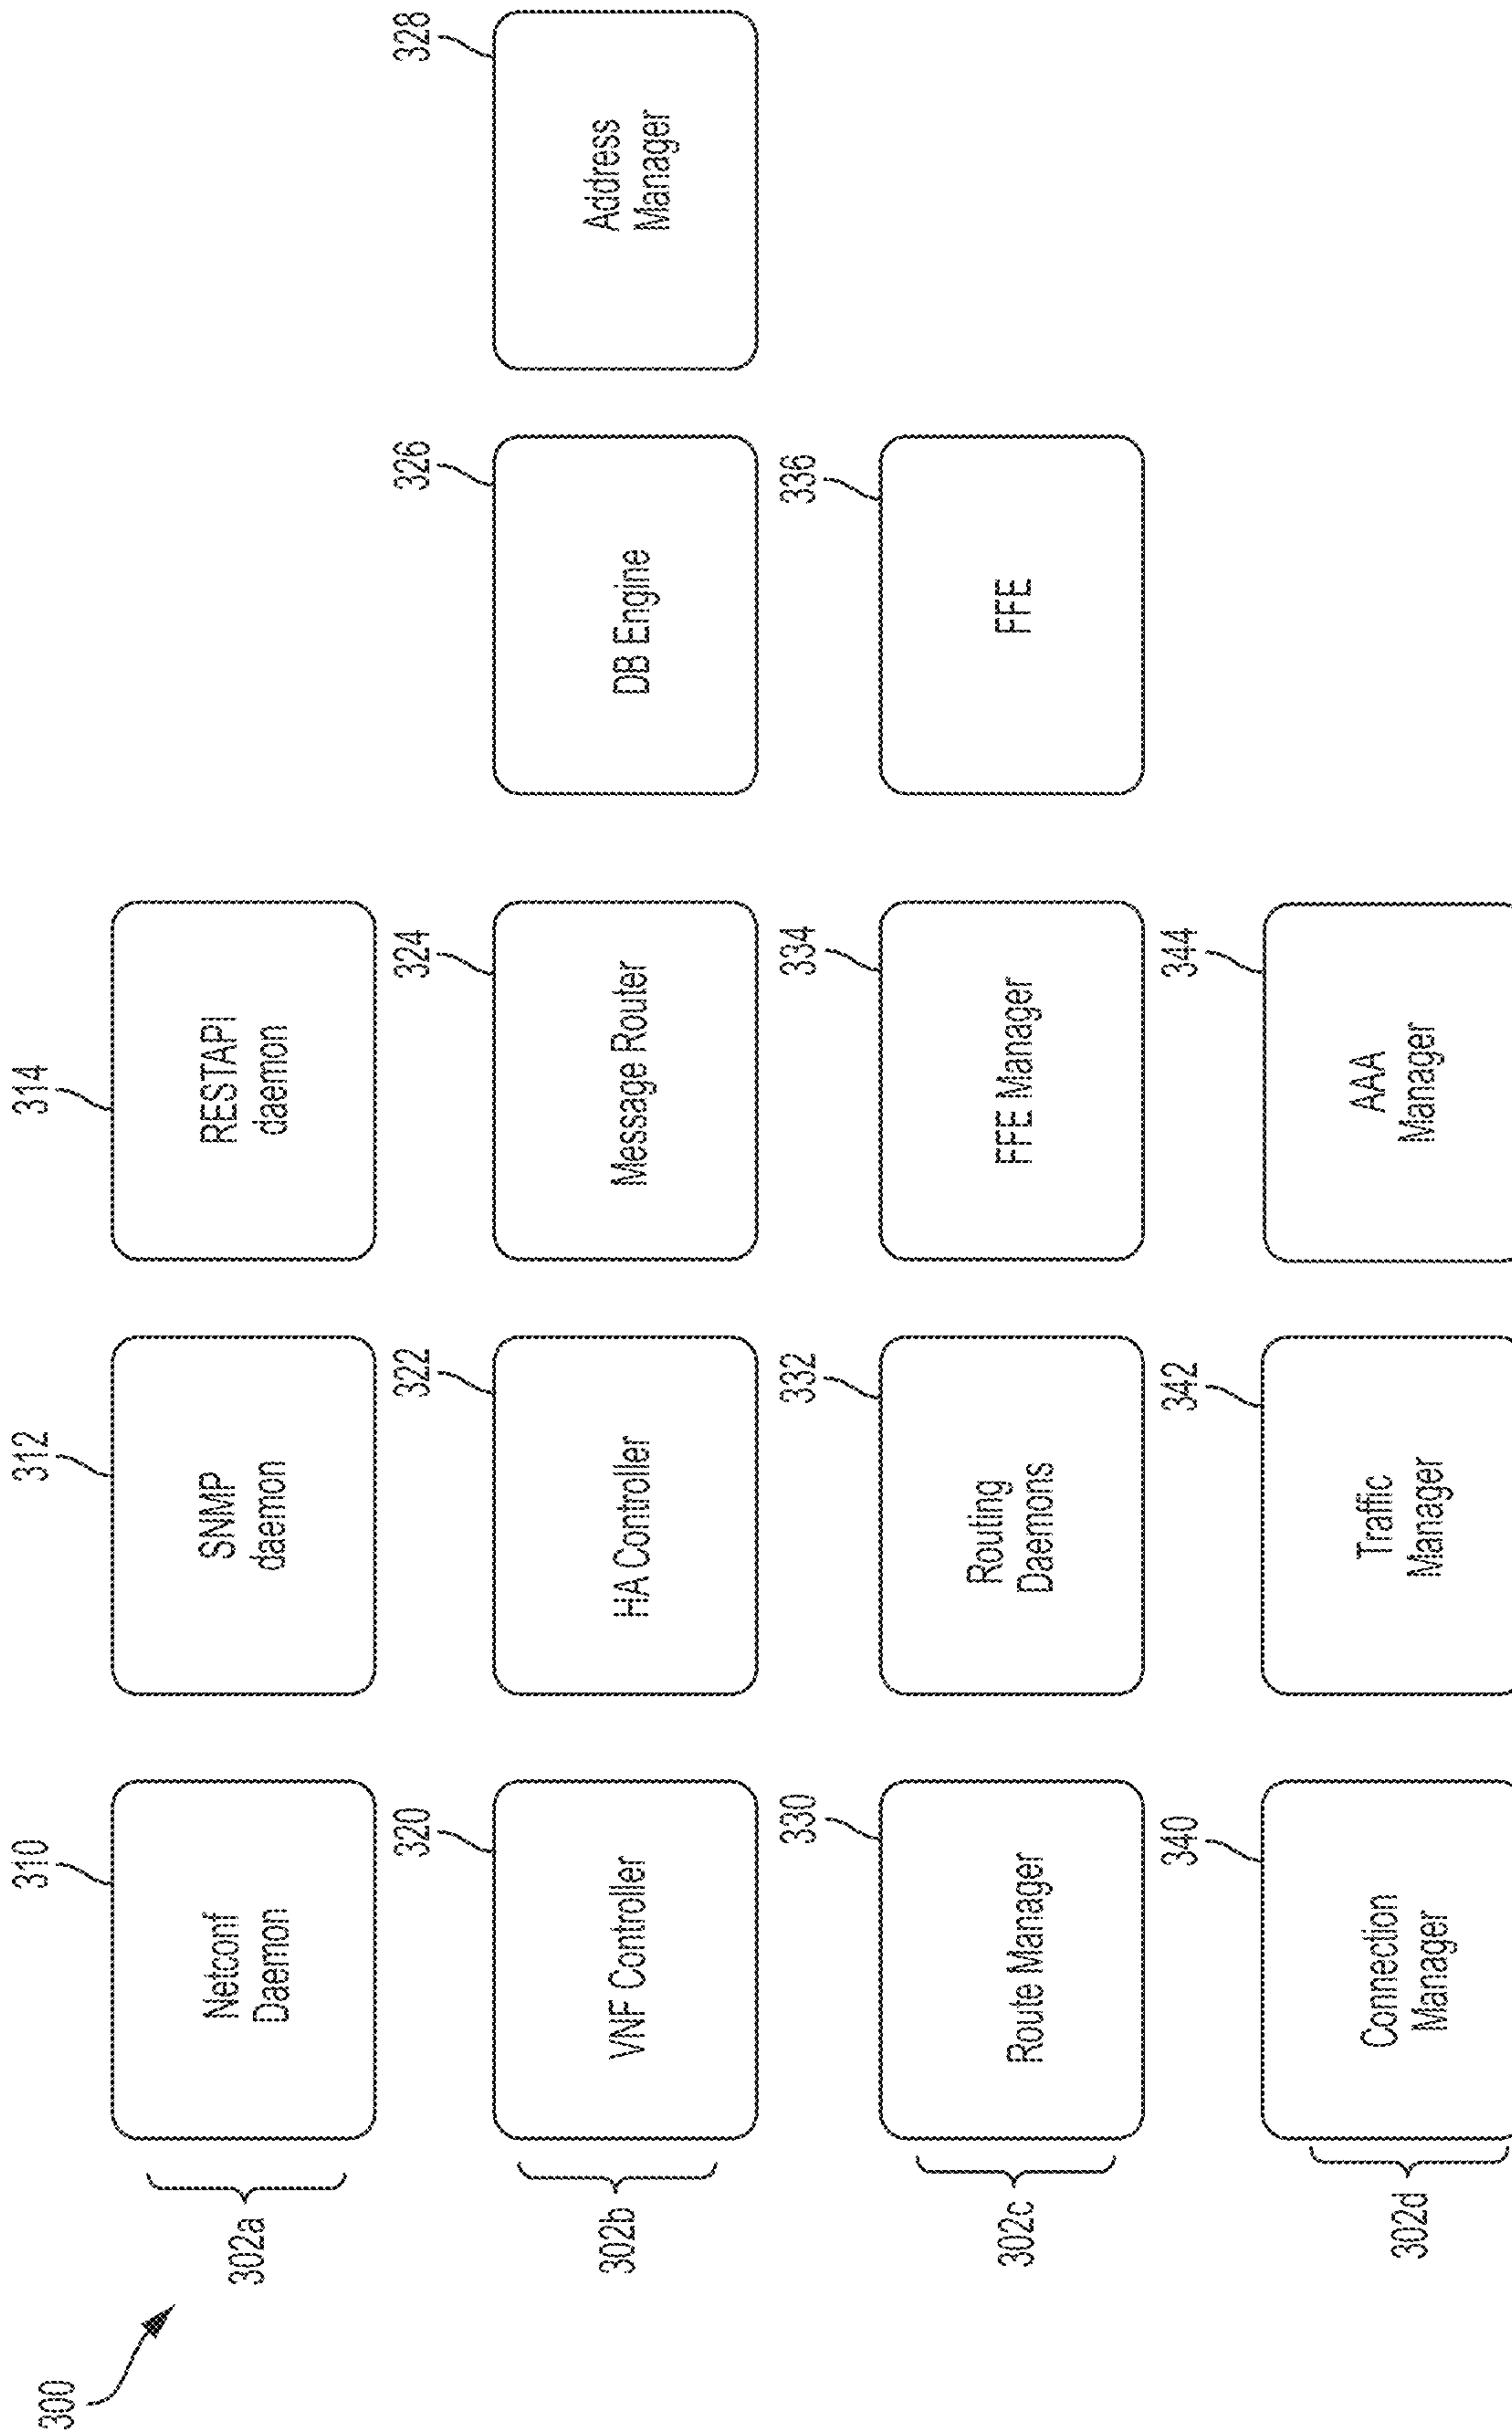 300
302a
310
Netconf
Daemon
312
SNMP
daemon
314
RESTAPI
daemon
302b
320
VNF Controller
322
HA Controller
324
Message Router
326
DB Engine
328
Address
Manager
302c
330
Route Manager
332
Routing
Daemons
334
FFE Manager
336
FFE
302d
340
Connection
Manager
342
Traffic
Manager
344
AAA
Manager